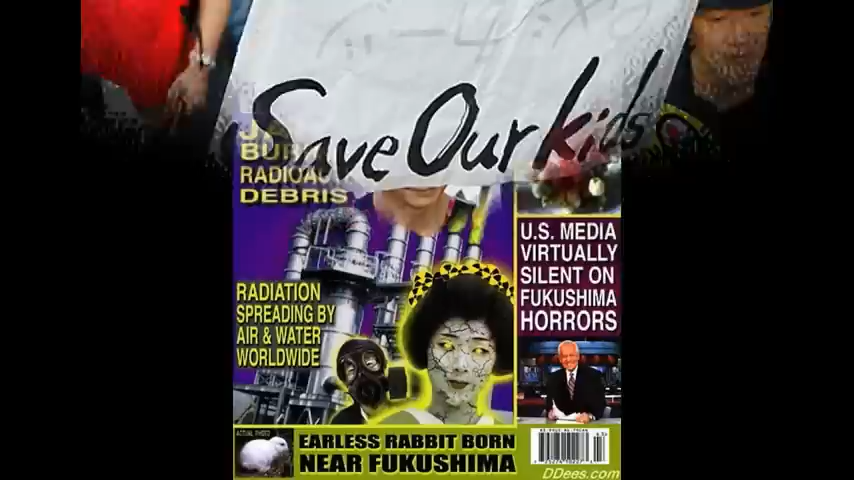 Save Our kids
BUR
RADIOAC
DEBRIS
U.S. MEDIA
VIRTUALLY
SILENT ON
FUKUSHIMA
HORRORS
RADIATION
SPREADING BY
AIR & WATER
WORLDWIDE
ACTUAL PHOTO
EARLESS RABBIT BORN
NEAR FUKUSHIMA
DDees.com